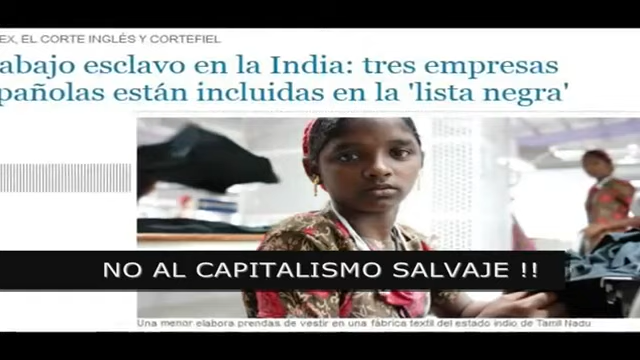 EX, EL CORTE INGLÉS Y CORTEFIEL
abajo esclavo en la India: tres empresas
pañolas están incluidas en la 'lista negra'
NO AL CAPITALISMO SALVAJE !!
Una menor elabora prendas de vestir en una fábrica textil del estado indio de Tamil Nadu